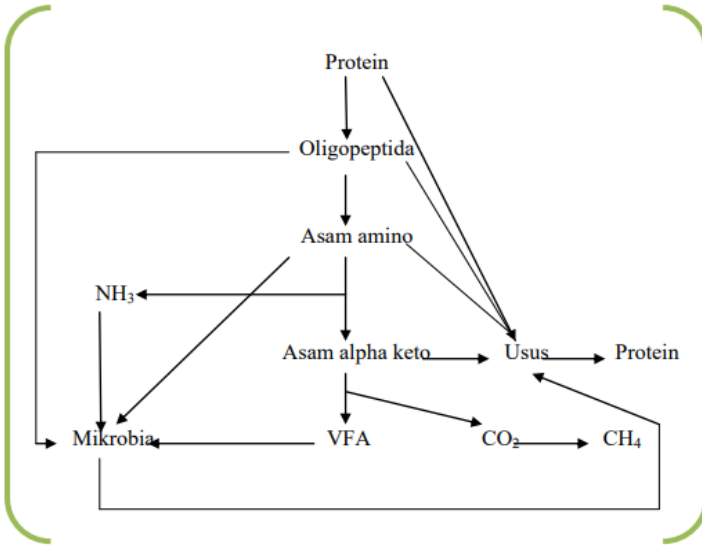 Protein
Oligopeptida
Asam amino
NH₃
Asam alpha keto Usus Protein
Mikrobia VFA CO₂ CH₄